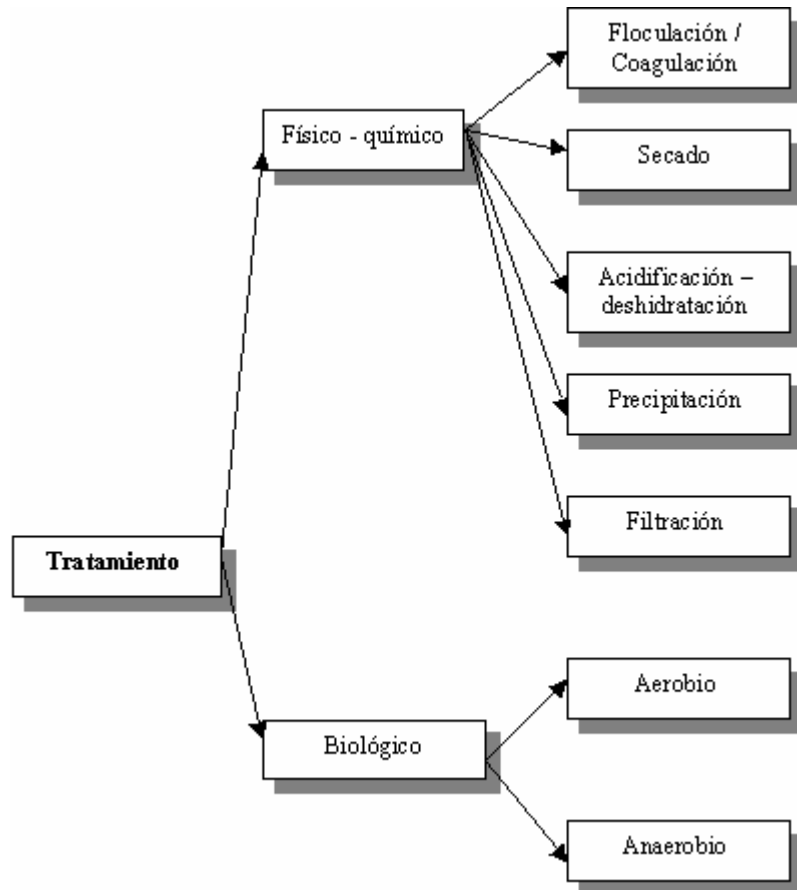 Floculación /
Coagulación
Físico - químico
Secado
Acidificación –
deshidratación
Precipitación
Filtración
Tratamiento
Aerobio
Biológico
Anaerobio